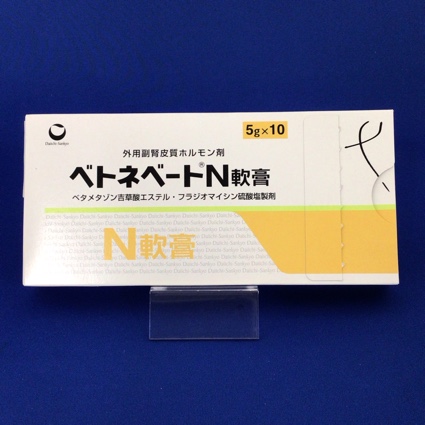 5g×10
Daiichi-Sankyo
外用副腎皮質ホルモン剤
ベトネベート®N軟膏
ベタメタゾン吉草酸エステル・フラジオマイシン硫酸塩製剤
N軟膏